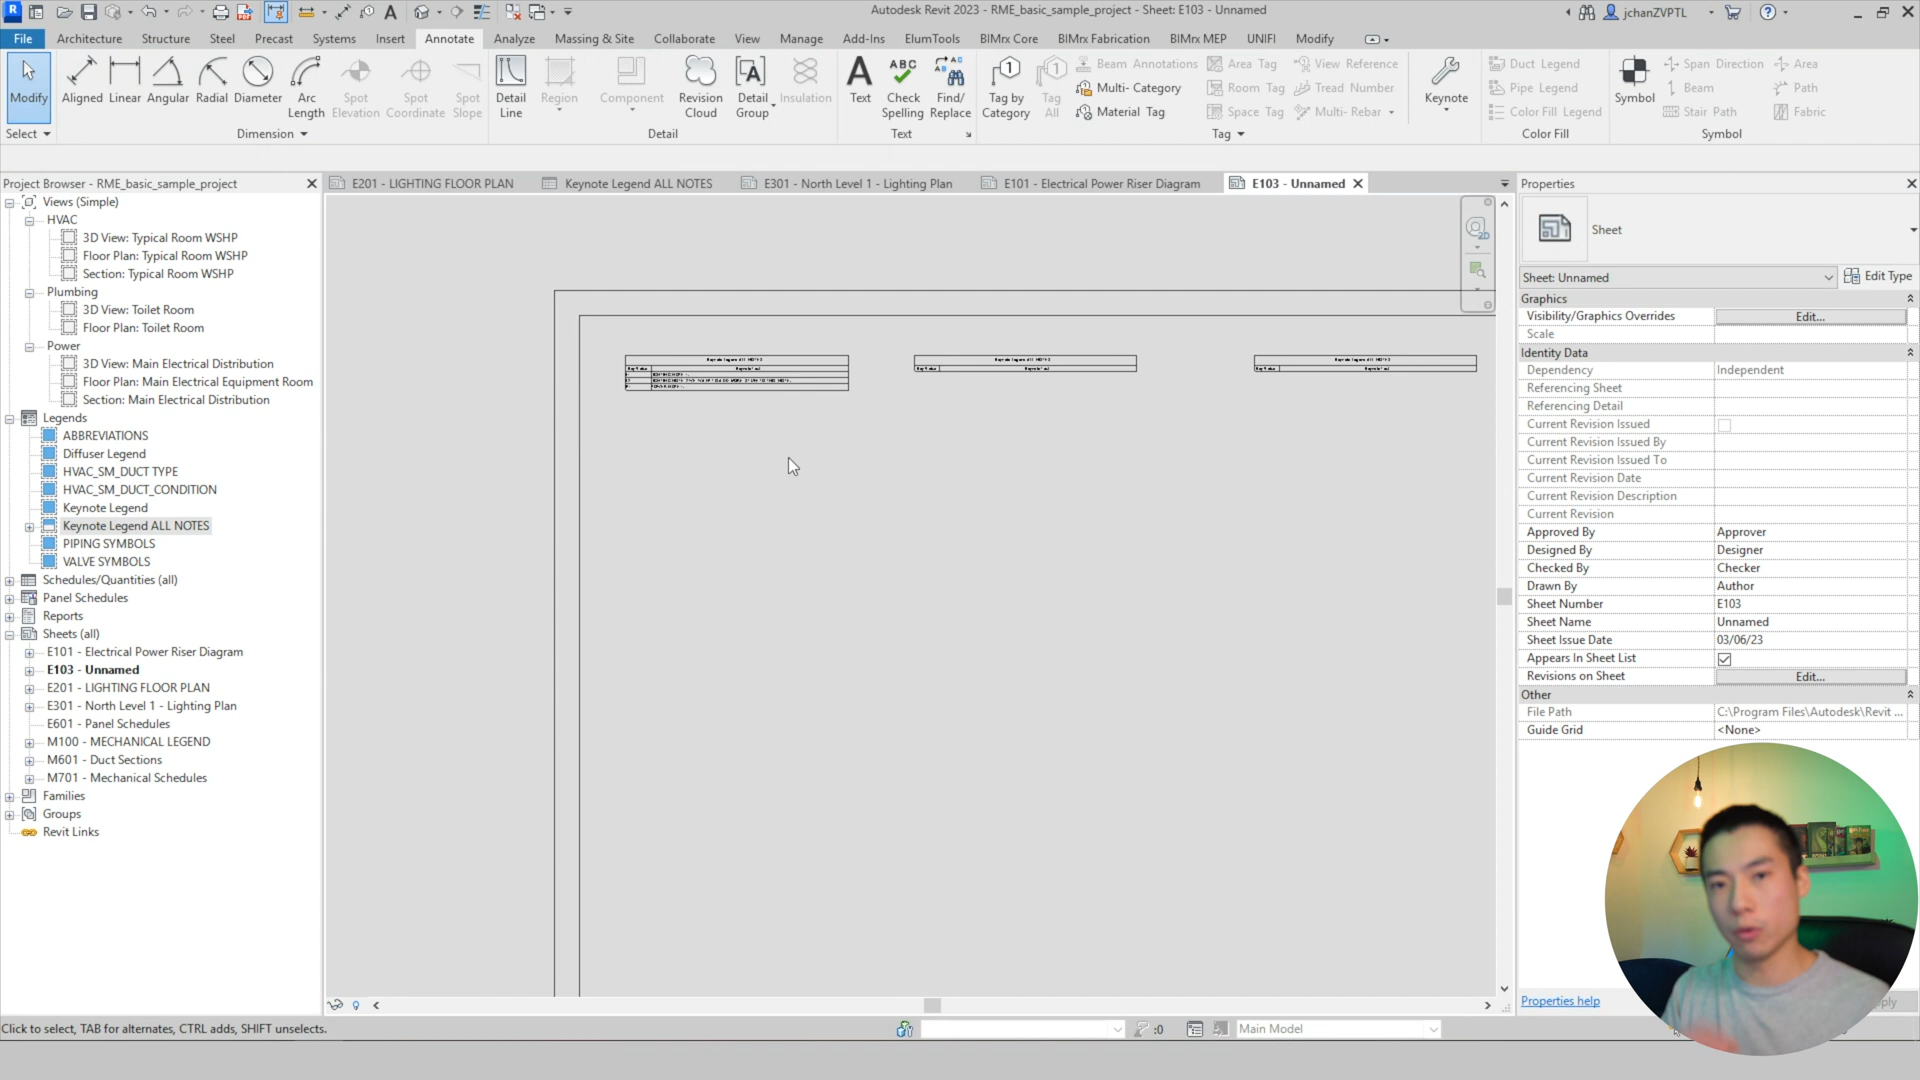 Autodesk Revit 2023 - RME_basic_sample_project - Sheet: E103 - Unnamed
jchanZVPTL
File Architecture Structure Steel Precast Systems Insert Annotate Analyze Massing & Site Collaborate View Manage Add-Ins ElumTools BIMrx Core BIMrx Fabrication BIMrx MEP UNIFI Modify
Modify
Aligned Linear Angular Radial Diameter Arc Length Spot Elevation Spot Coordinate Spot Slope
Detail Line Region Component Revision Cloud Detail Group Insulation
Text Check Spelling Find/ Replace
Tag by Category Tag All
Beam Annotations Area Tag View Reference
Multi- Category Room Tag Tread Number
Material Tag Space Tag Multi- Rebar
Keynote
Duct Legend
Pipe Legend
Color Fill Legend
Symbol
Span Direction Area
Beam Path
Stair Path Fabric
Select Dimension Detail Text Tag Color Fill Symbol
Project Browser - RME_basic_sample_project
E201 - LIGHTING FLOOR PLAN Keynote Legend ALL NOTES E301 - North Level 1 - Lighting Plan E101 - Electrical Power Riser Diagram E103 - Unnamed
Views (Simple)
HVAC
3D View: Typical Room WSHP
Floor Plan: Typical Room WSHP
Section: Typical Room WSHP
Plumbing
3D View: Toilet Room
Floor Plan: Toilet Room
Power
3D View: Main Electrical Distribution
Floor Plan: Main Electrical Equipment Room
Section: Main Electrical Distribution
Legends
ABBREVIATIONS
Diffuser Legend
HVAC_SM_DUCT TYPE
HVAC_SM_DUCT_CONDITION
Keynote Legend
Keynote Legend ALL NOTES
PIPING SYMBOLS
VALVE SYMBOLS
Schedules/Quantities (all)
Panel Schedules
Reports
Sheets (all)
E101 - Electrical Power Riser Diagram
E103 - Unnamed
E201 - LIGHTING FLOOR PLAN
E301 - North Level 1 - Lighting Plan
E601 - Panel Schedules
M100 - MECHANICAL LEGEND
M601 - Duct Sections
M701 - Mechanical Schedules
Families
Groups
Revit Links
2D
Properties
Sheet
Sheet: Unnamed Edit Type
Graphics
Visibility/Graphics Overrides Edit...
Scale
Identity Data
Dependency Independent
Referencing Sheet
Referencing Detail
Current Revision Issued
Current Revision Issued By
Current Revision Issued To
Current Revision Date
Current Revision Description
Current Revision
Approved By Approver
Designed By Designer
Checked By Checker
Drawn By Author
Sheet Number E103
Sheet Name Unnamed
Sheet Issue Date 03/06/23
Appears In Sheet List
Revisions on Sheet Edit...
Other
File Path C:\Program Files\Autodesk\Revit ...
Guide Grid <None>
Properties help
Click to select, TAB for alternates, CTRL adds, SHIFT unselects.
:0
Main Model